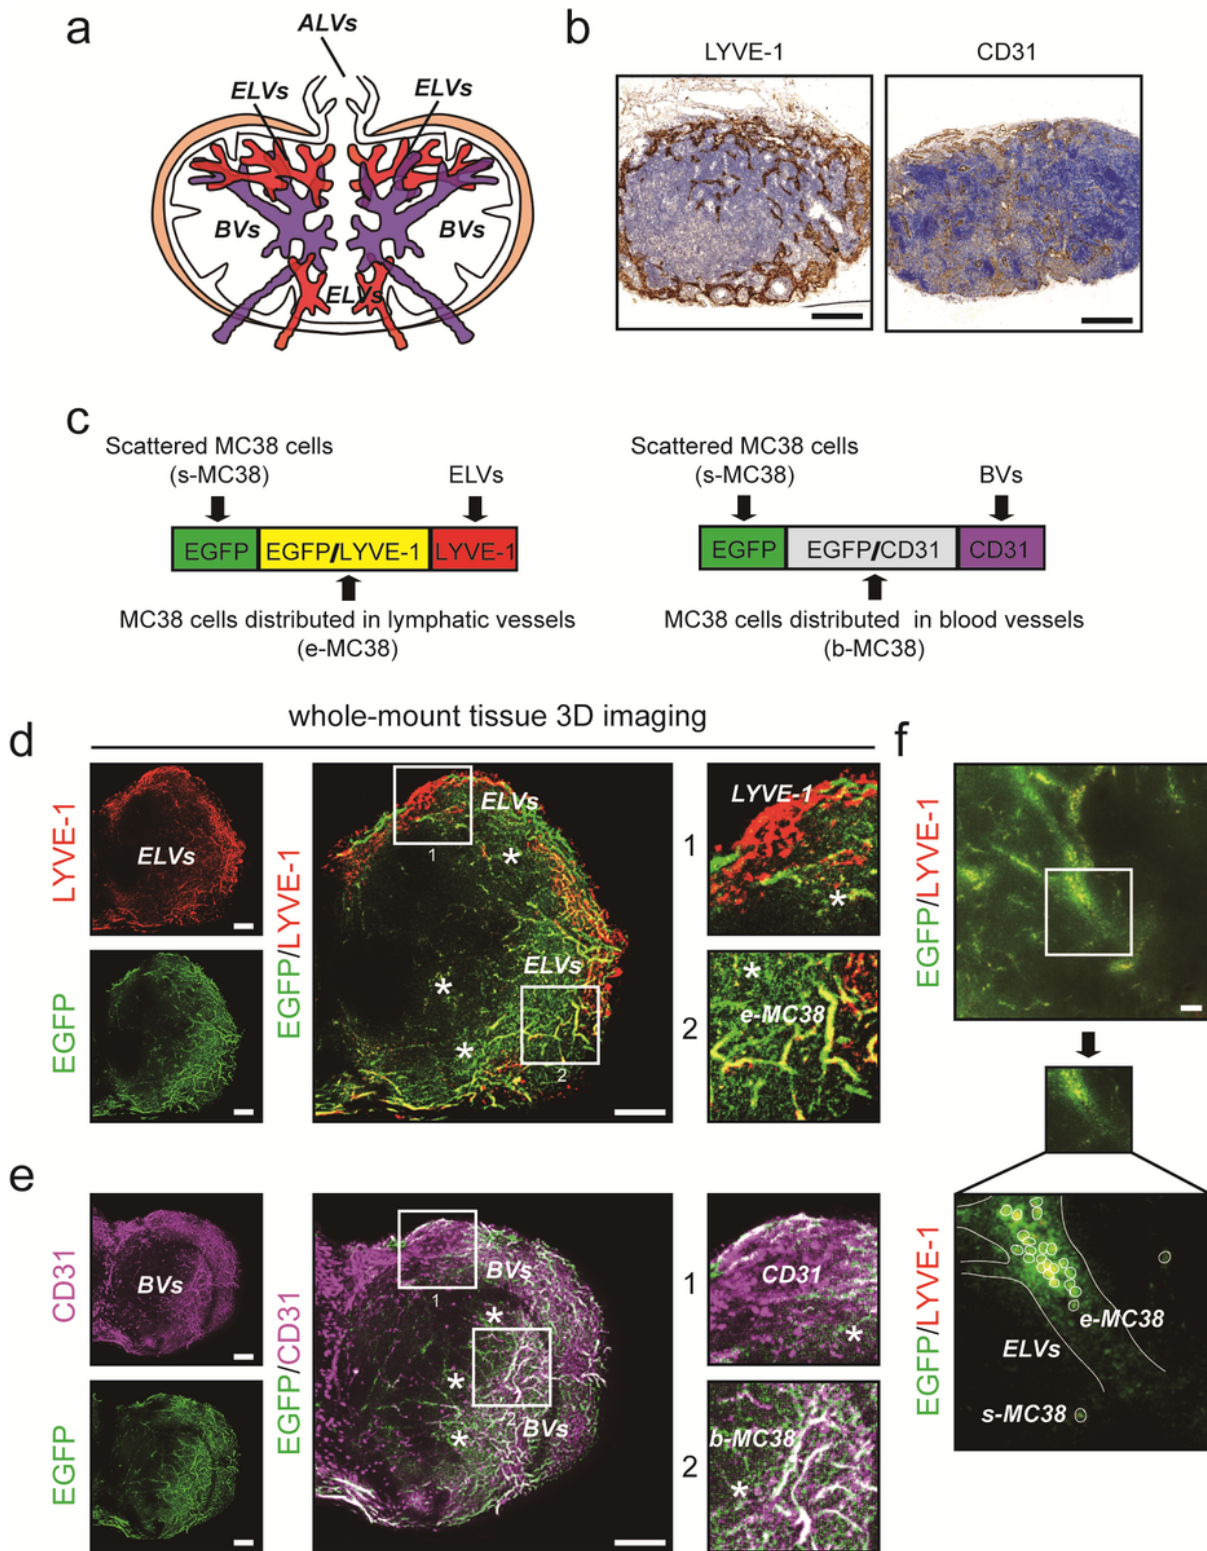 a
ALVs
ELVs
ELVs
BVs
BVs
ELVs
b
LYVE-1
CD31
c
Scattered MC38 cells
(s-MC38)
ELVs
EGFP
EGFP/LYVE-1
LYVE-1
MC38 cells distributed in lymphatic vessels
(e-MC38)
Scattered MC38 cells
(s-MC38)
BVs
EGFP
EGFP/CD31
CD31
MC38 cells distributed in blood vessels
(b-MC38)
whole-mount tissue 3D imaging
d
LYVE-1
ELVs
EGFP
EGFP/LYVE-1
ELVs
1
*
ELVs
*
*
2
1
LYVE-1
*
2
*
e-MC38
e
CD31
BVs
EGFP
EGFP/CD31
BVs
1
*
*
2
BVs
*
1
CD31
*
2
b-MC38
*
f
EGFP/LYVE-1
EGFP/LYVE-1
e-MC38
ELVs
s-MC38